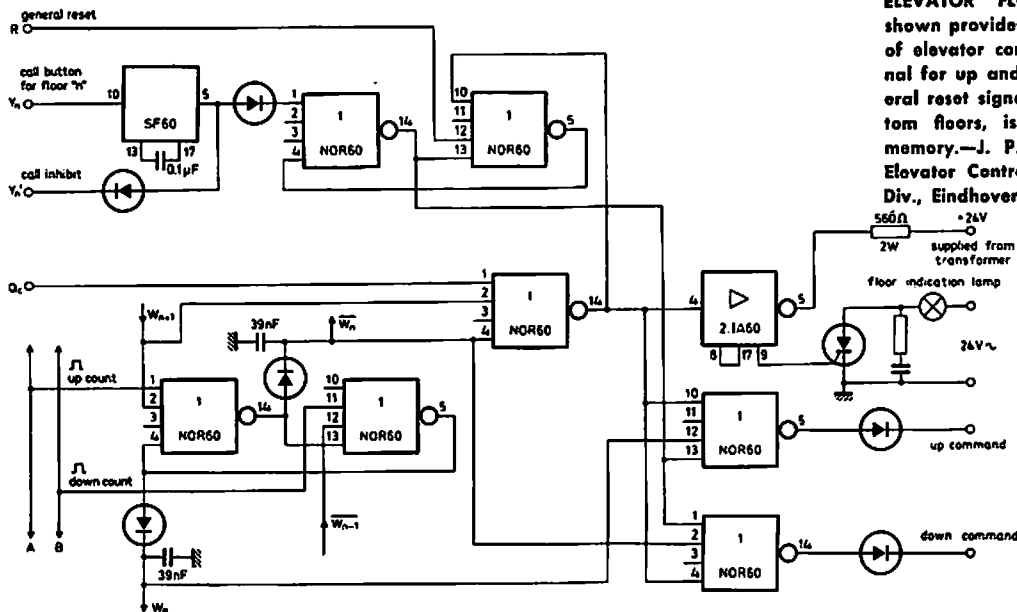 ELEVATOR FL
shown provide
of elevator con
nal for up and
eral reset signa
tom floors, is
memory.—J. P.
Elevator Contr
Div., Eindhoven
general reset
R
call button
for floor "n"
Yn
10
SF60
5
13
17
0.1µF
call inhibit
Yn'
1
2
3
4
1
NOR60
14
10
11
12
13
1
NOR60
5
560Ω
2W
+24V
supplied from
transformer
floor indication lamp
24V~
Qc
1
2
3
4
1
NOR60
14
4
2.IA60
5
8
17
9
Wn+1
39nF
Wn
up count
1
2
3
4
1
NOR60
14
10
11
12
13
1
NOR60
5
10
11
12
13
1
NOR60
5
up command
down count
Wn-1
A
B
39nF
Wn
1
2
3
4
1
NOR60
14
down command